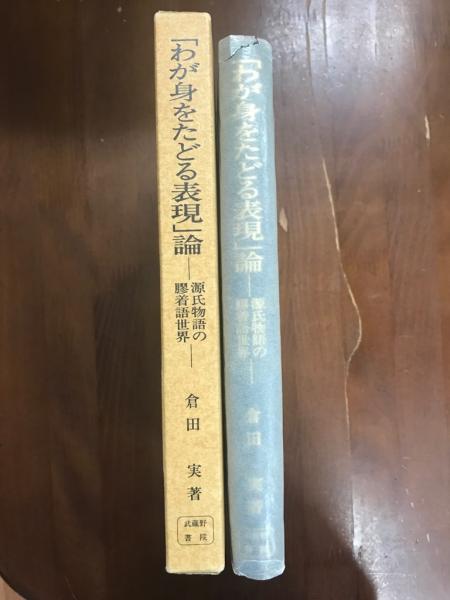 「わが身をたどる表現」論
源氏物語の
膠着語世界
倉田 実著
武蔵野
書院
「わが身をたどる表現」論
源氏物語の
膠着語世界
倉田 実著